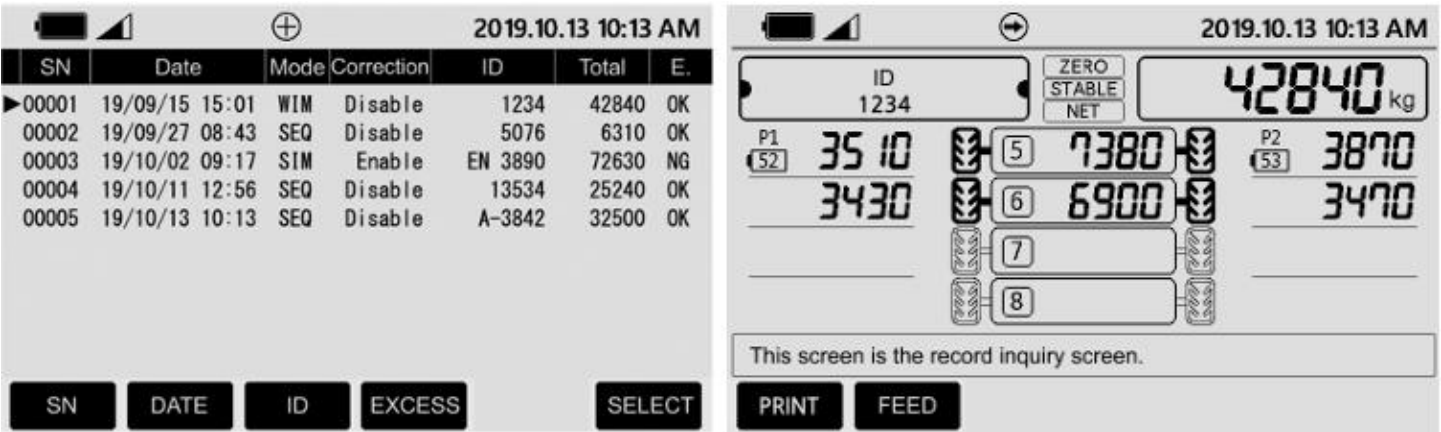 2019.10.13 10:13 AM
SN Date Mode Correction ID Total E.
00001 19/09/15 15:01 WIM Disable 1234 42840 OK
00002 19/09/27 08:43 SEQ Disable 5076 6310 OK
00003 19/10/02 09:17 SIM Enable EN 3890 72630 NG
00004 19/10/11 12:56 SEQ Disable 13534 25240 OK
00005 19/10/13 10:13 SEQ Disable A-3842 32500 OK
SN DATE ID EXCESS SELECT
2019.10.13 10:13 AM
ID
1234
ZERO
STABLE
NET
42840 kg
P1 52 3510 5 7380 P2 53 3870
3430 6 6900 3470
7
8
This screen is the record inquiry screen.
PRINT FEED